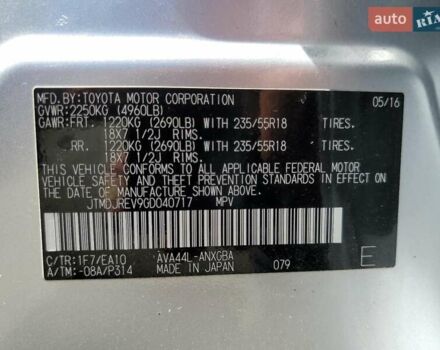 auto RIA
MFD.BY:TOYOTA MOTOR CORPORATION 05/16
GVWR:2250KG(4960LB)
GAWR:FRT. 1220KG(2690LB) WITH 235/55R18 TIRES.
18X7 1/2J RIMS.
RR. 1220KG(2690LB) WITH 235/55R18 TIRES.
18X7 1/2J RIMS.
THIS VEHICLE CONFORMS TO ALL APPLICABLE FEDERAL MOTOR
VEHICLE SAFETY STANDARDS IN EFFECT ON THE
DATE OF MANUFACTURE SHOWN ABOVE.
JTMDJREV9GD040717 MPV
C/TR:1F7/EA10 AVA44L-ANXGBA
A/TM:-08A/P314 MADE IN JAPAN 079 E